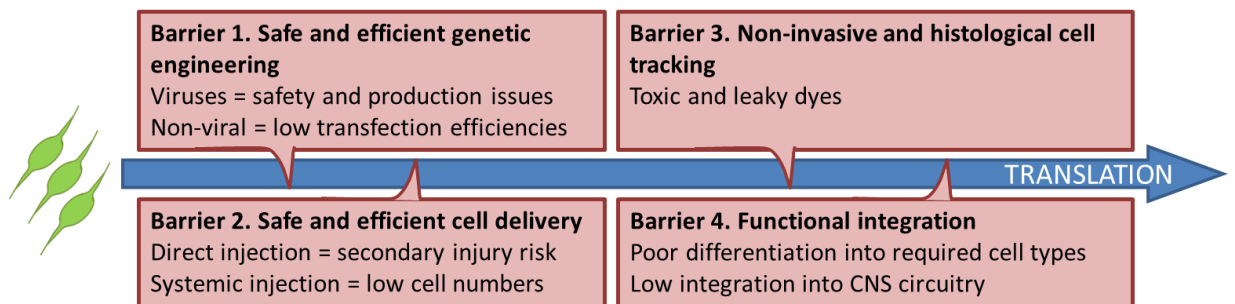 Barrier 1. Safe and efficient genetic
engineering
Viruses = safety and production issues
Non-viral = low transfection efficiencies
Barrier 3. Non-invasive and histological cell
tracking
Toxic and leaky dyes
TRANSLATION
Barrier 2. Safe and efficient cell delivery
Direct injection = secondary injury risk
Systemic injection = low cell numbers
Barrier 4. Functional integration
Poor differentiation into required cell types
Low integration into CNS circuitry